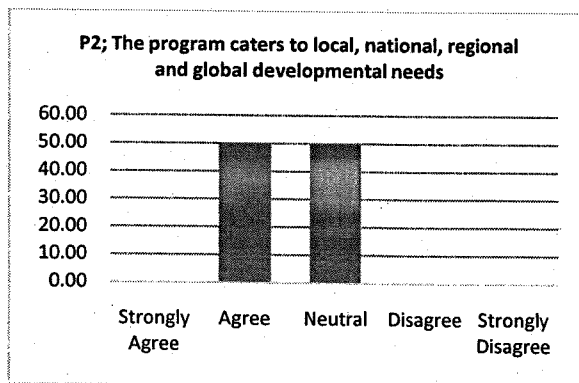 P2; The program caters to local, national, regional
and global developmental needs
60.00
50.00
40.00
30.00
20.00
10.00
0.00
Strongly Agree Neutral Disagree Strongly
Agree Disagree